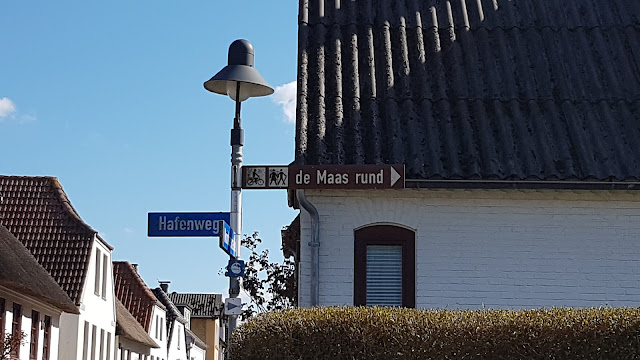 de Maas rund
Hafenweg